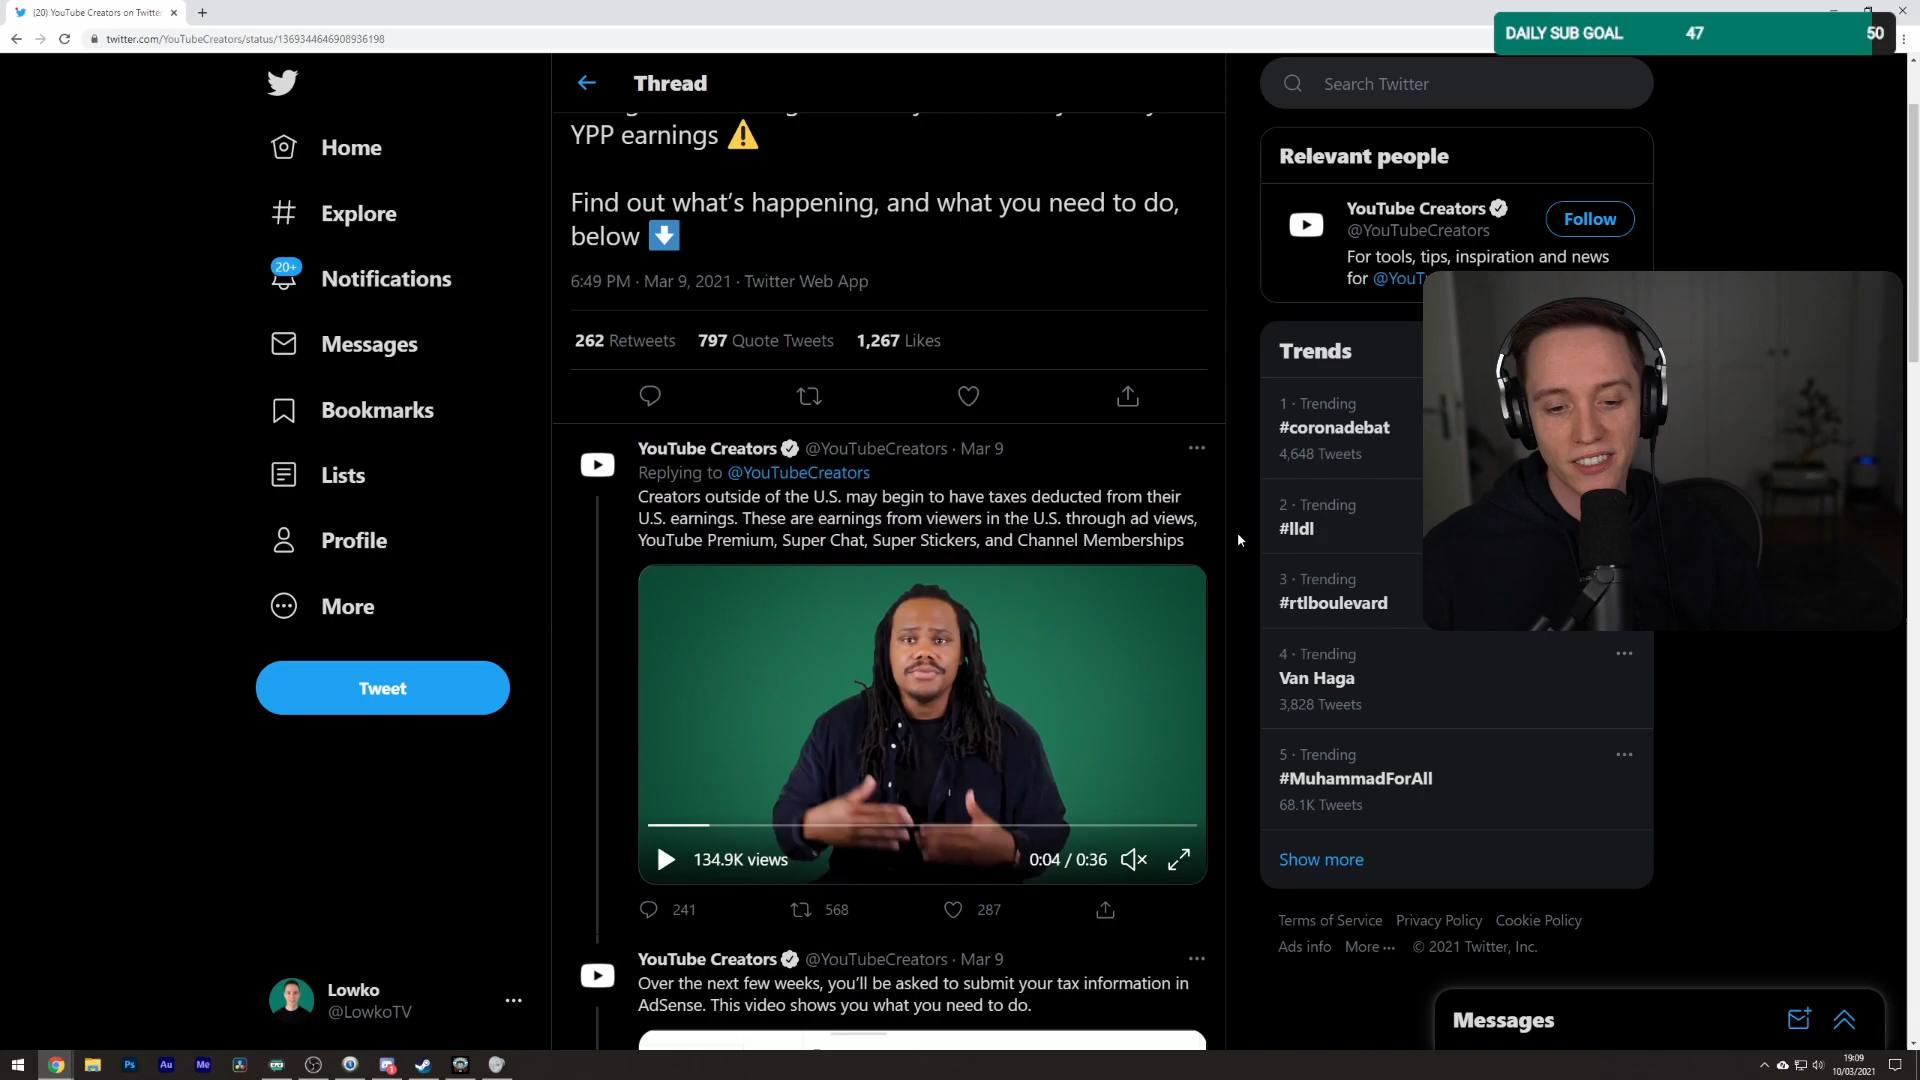 (20) YouTube Creators on Twitter
twitter.com/YouTubeCreators/status/1369344646908936198
DAILY SUB GOAL 47 50
Home
Explore
20+
Notifications
Messages
Bookmarks
Lists
Profile
More
Tweet
Lowko
@LowkoTV
Thread
YPP earnings
Find out what's happening, and what you need to do,
below
6:49 PM · Mar 9, 2021 · Twitter Web App
262 Retweets 797 Quote Tweets 1,267 Likes
YouTube Creators @YouTubeCreators · Mar 9
Replying to @YouTubeCreators
Creators outside of the U.S. may begin to have taxes deducted from their
U.S. earnings. These are earnings from viewers in the U.S. through ad views,
YouTube Premium, Super Chat, Super Stickers, and Channel Memberships
134.9K views 0:04 / 0:36
241 568 287
YouTube Creators @YouTubeCreators · Mar 9
Over the next few weeks, you'll be asked to submit your tax information in
AdSense. This video shows you what you need to do.
Search Twitter
Relevant people
YouTube Creators
@YouTubeCreators
Follow
For tools, tips, inspiration and news
for @YouT
Trends
1 · Trending
#coronadebat
4,648 Tweets
2 · Trending
#lldl
3 · Trending
#rtlboulevard
4 · Trending
Van Haga
3,828 Tweets
5 · Trending
#MuhammadForAll
68.1K Tweets
Show more
Terms of Service Privacy Policy Cookie Policy
Ads info More © 2021 Twitter, Inc.
Messages
Ps Au Me
19:09
10/03/2021